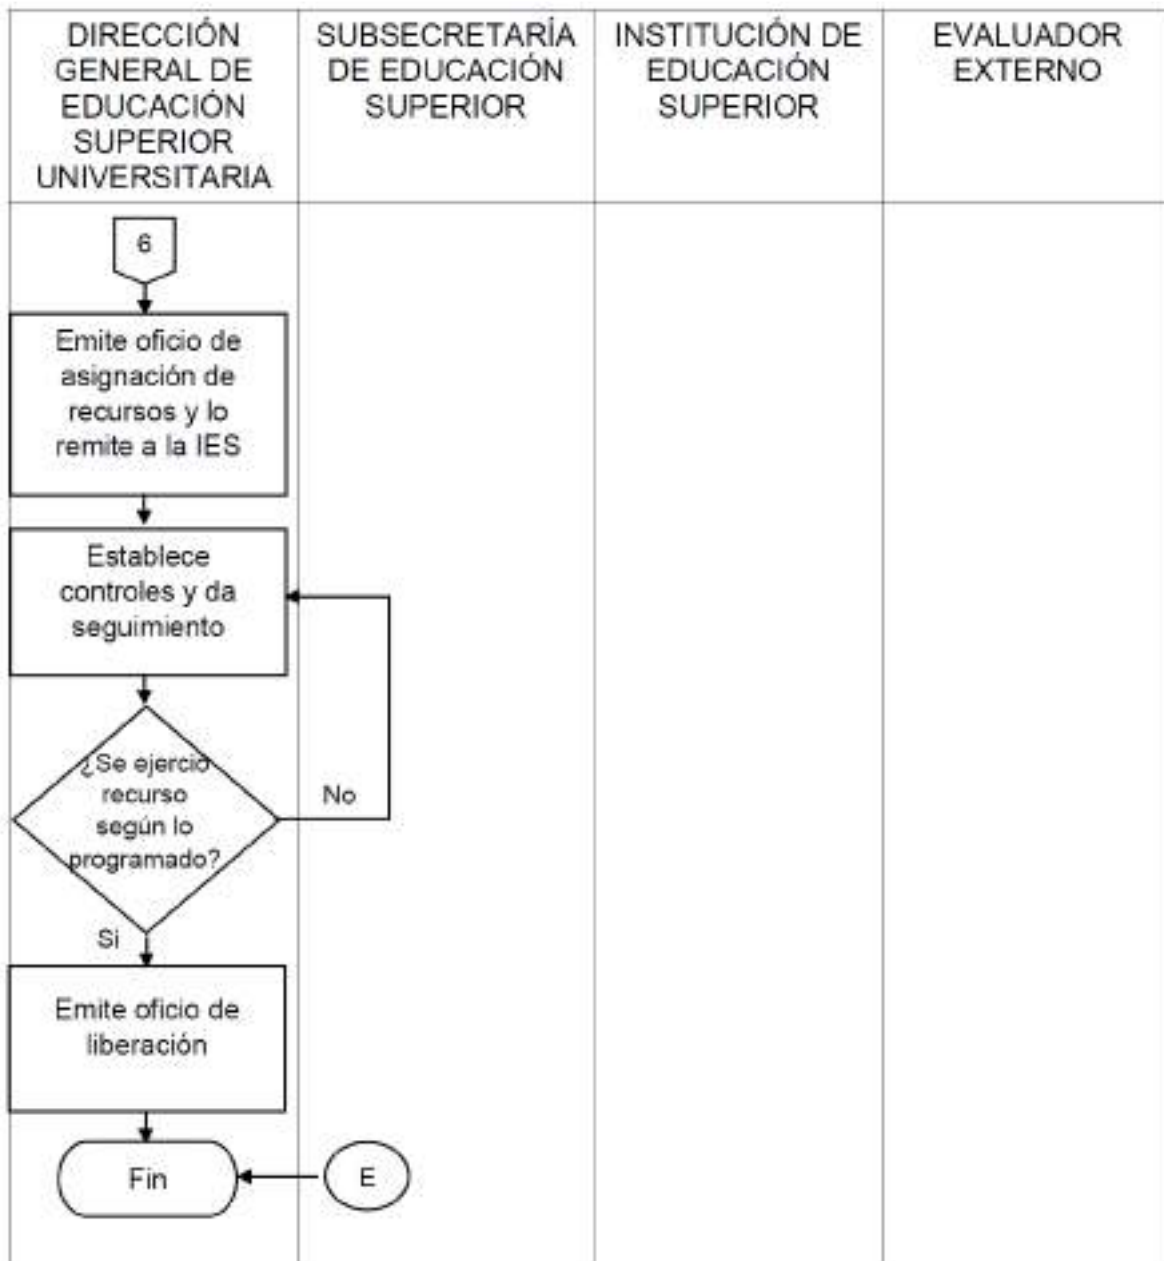 DIRECCIÓN
GENERAL DE
EDUCACIÓN
SUPERIOR
UNIVERSITARIA
SUBSECRETARÍA
DE EDUCACIÓN
SUPERIOR
INSTITUCIÓN DE
EDUCACIÓN
SUPERIOR
EVALUADOR
EXTERNO
6
Emite oficio de
asignación de
recursos y lo
remite a la IES
Establece
controles y da
seguimiento
¿Se ejerció
recurso
según lo
programado?
No
Si
Emite oficio de
liberación
Fin
E